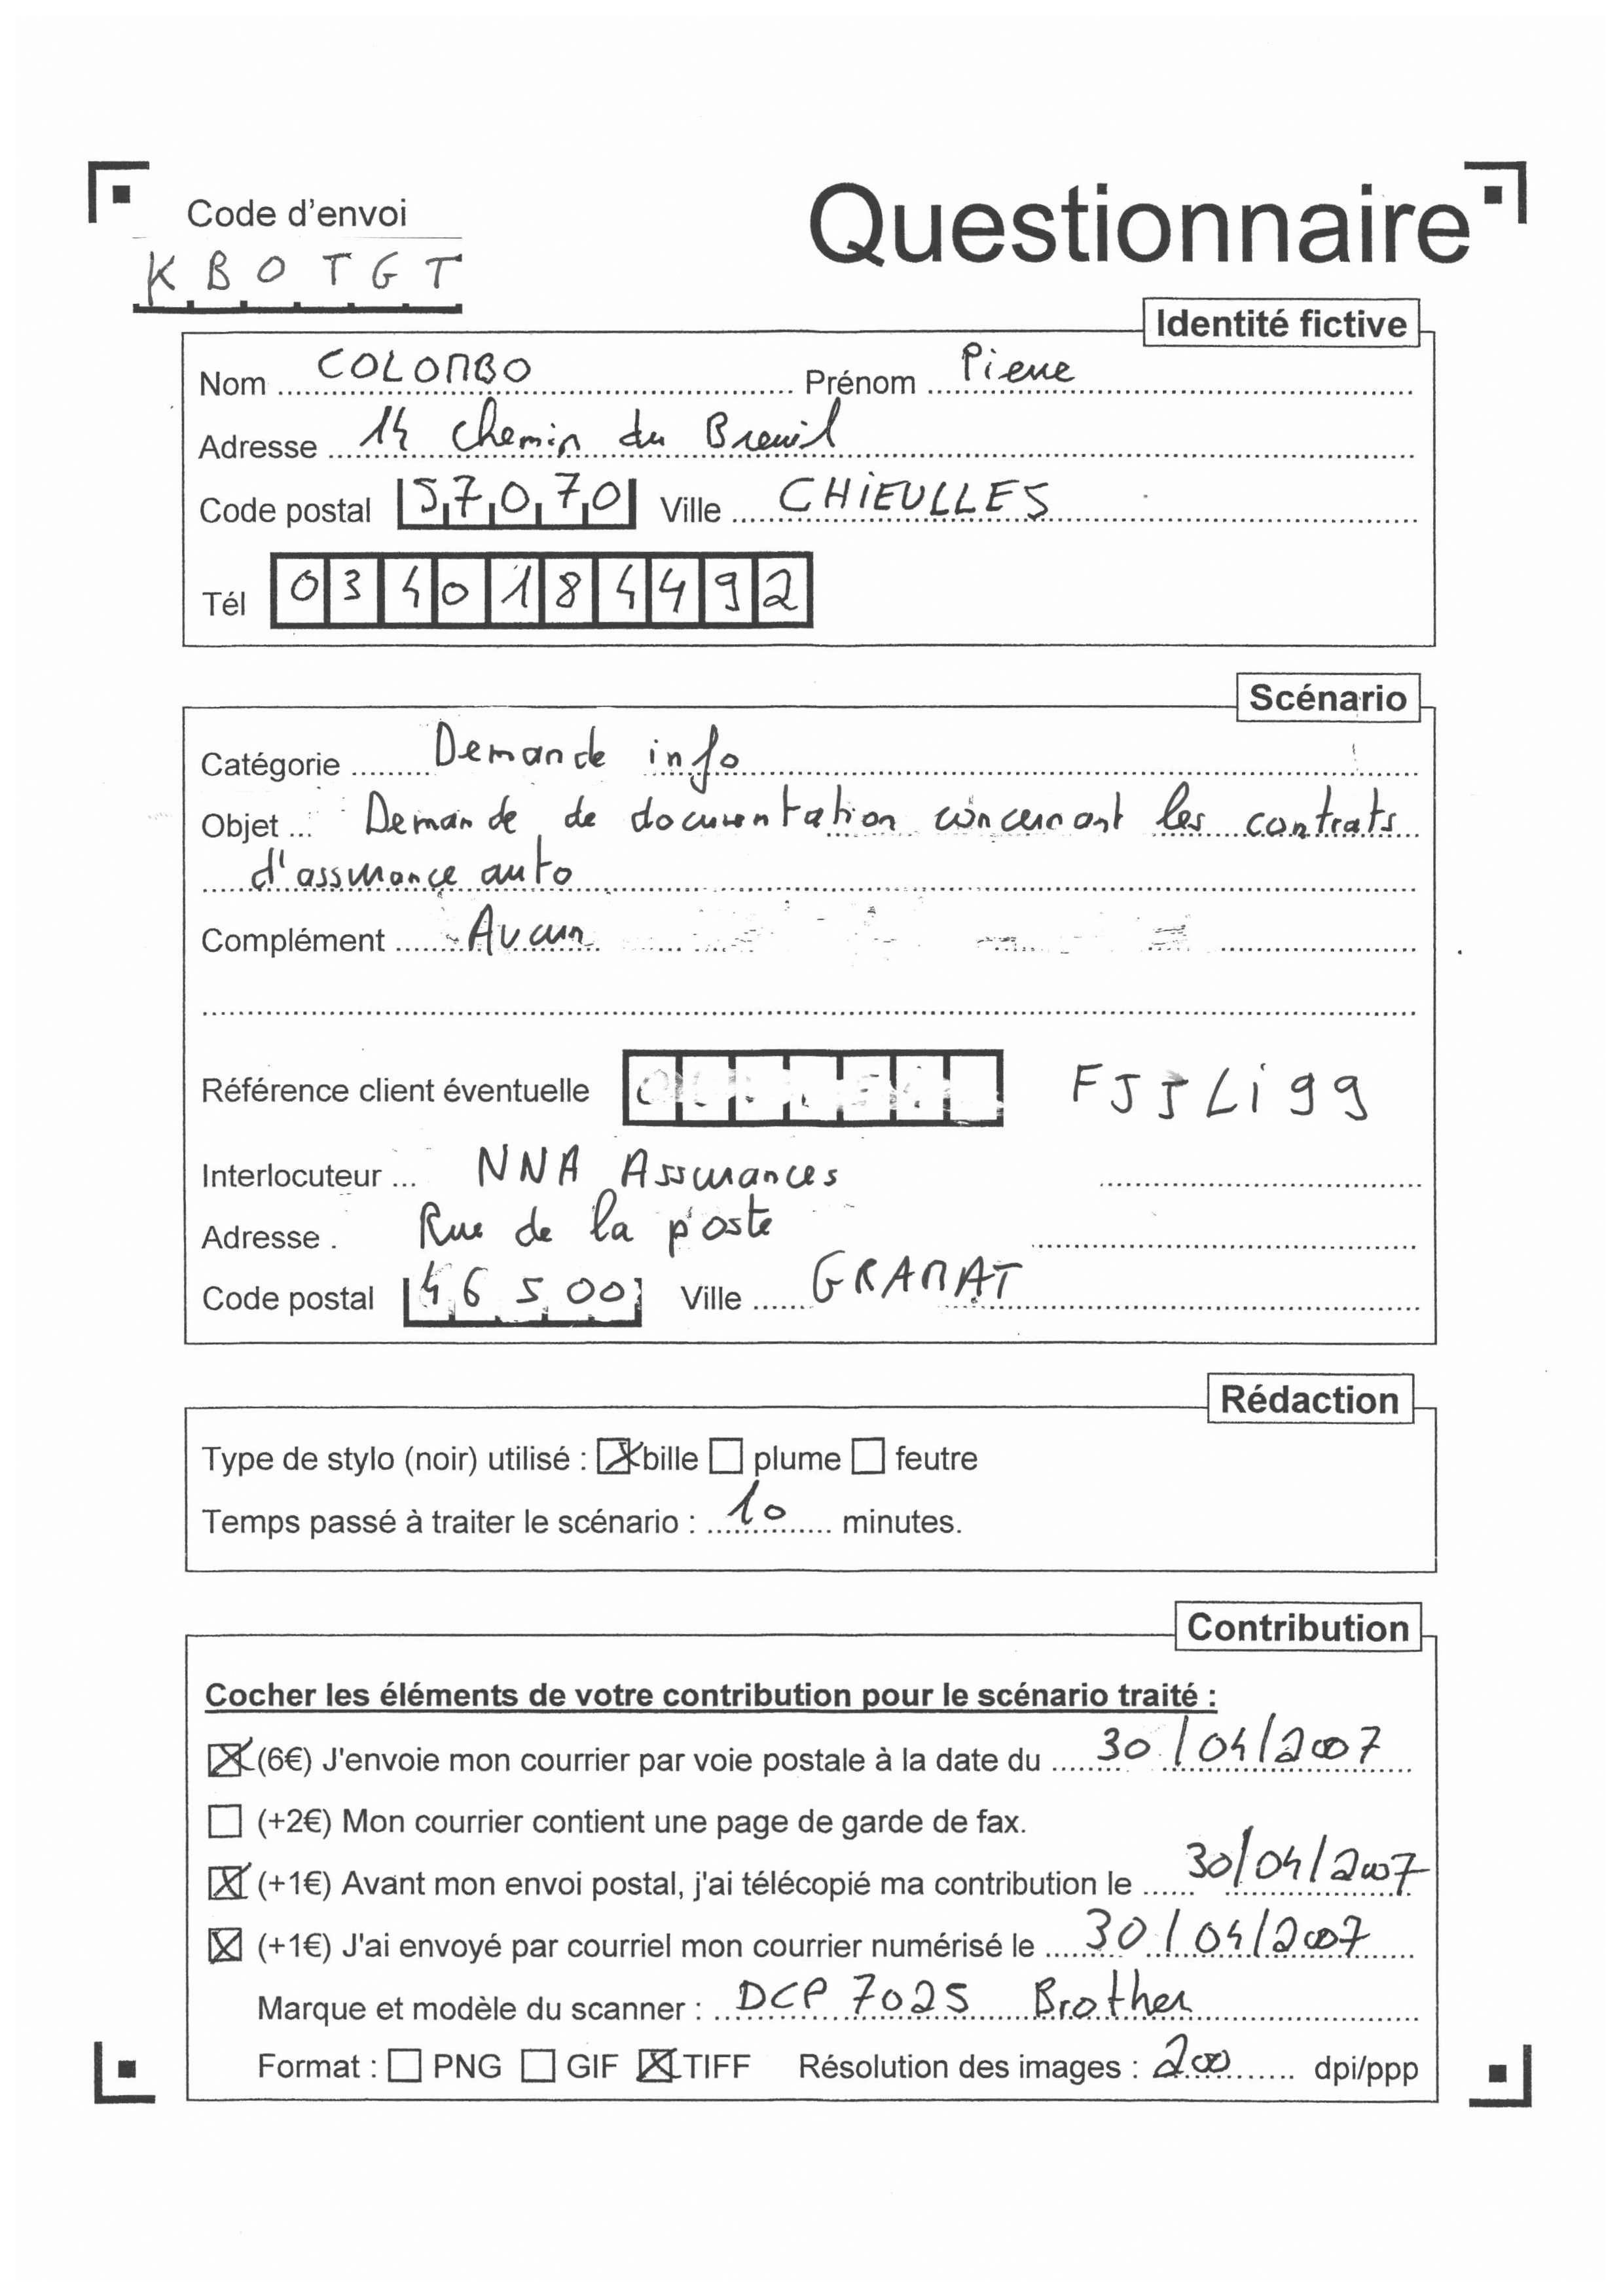 Code d'envoi
Questionnaire
K B O T G T
Identité fictive
Nom COLOMBO Prénom Pierre
Adresse 14 chemin du Breuil
Code postal 57070 Ville CHIEULLES
Tél 0340184492
Scénario
Catégorie Demande info
Objet Demande de documentation concernant les contrats
d'assurance auto
Complément Aucun
Référence client éventuelle FJJLi99
Interlocuteur NNA Assurances
Adresse Rue de la poste
Code postal 46500 Ville GRAMAT
Rédaction
Type de stylo (noir) utilisé : bille plume feutre
Temps passé à traiter le scénario : 10 minutes.
Contribution
Cocher les éléments de votre contribution pour le scénario traité :
(6€) J'envoie mon courrier par voie postale à la date du 30/04/2007
(+2€) Mon courrier contient une page de garde de fax.
(+1€) Avant mon envoi postal, j'ai télécopié ma contribution le 30/04/2007
(+1€) J'ai envoyé par courriel mon courrier numérisé le 30/04/2007
Marque et modèle du scanner : DCP 7025 Brother
Format : PNG GIF TIFF Résolution des images : 200 dpi/ppp